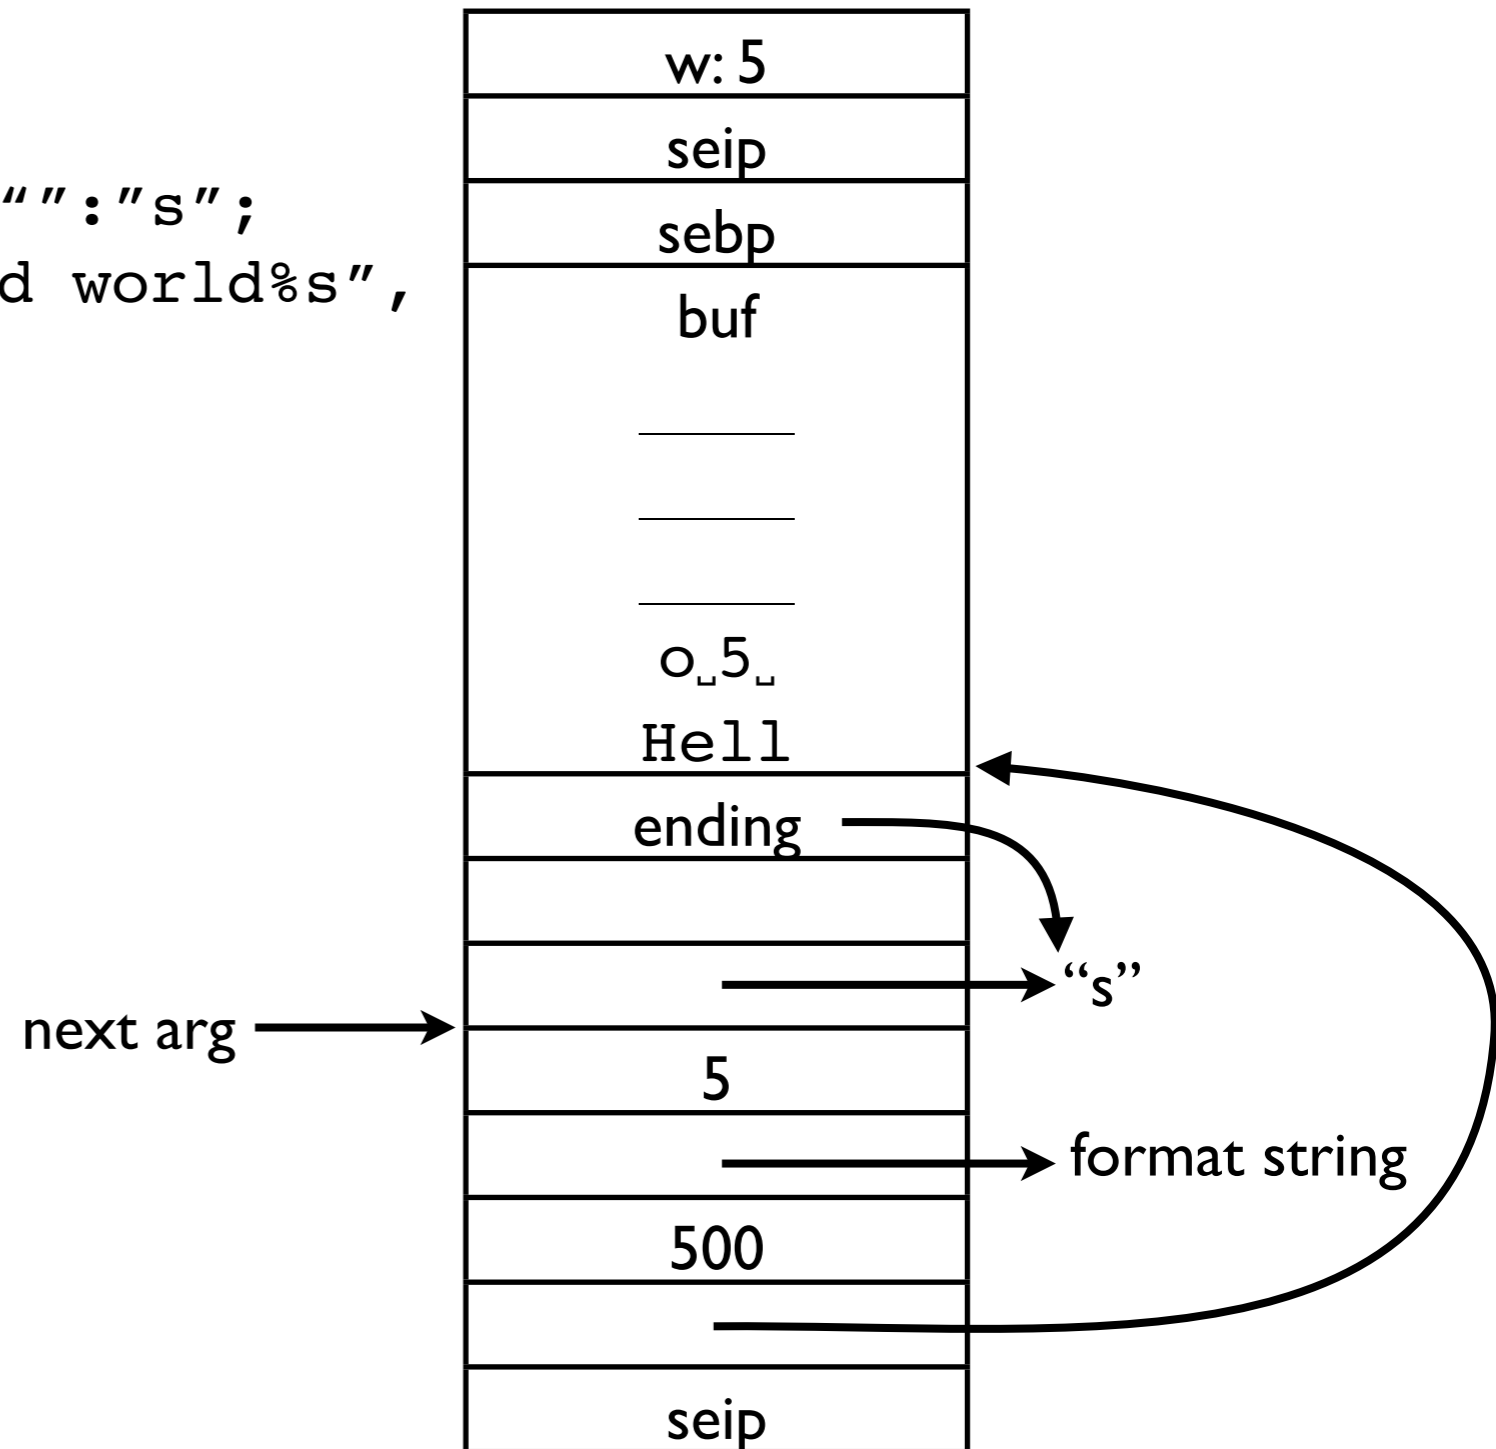 w: 5
seip
“”:”s”;
sebp
d world%s”,
buf
o␣5␣
Hell
ending
“s”
next arg
5
format string
500
seip